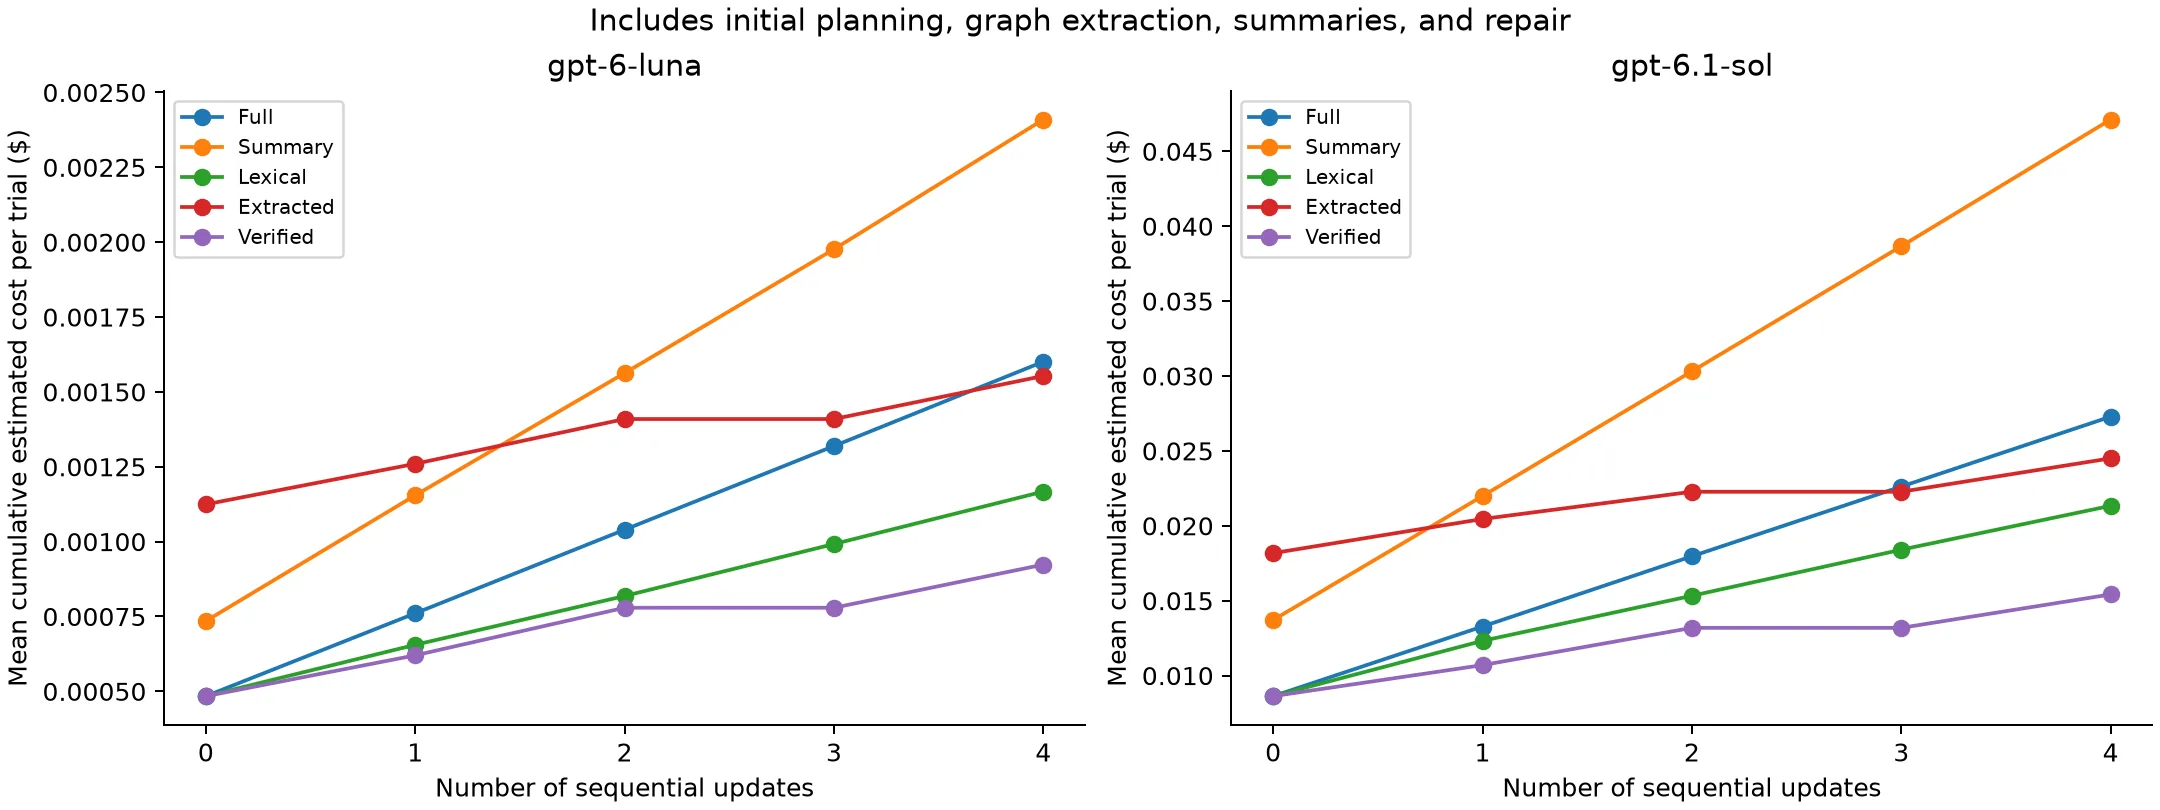 Includes initial planning, graph extraction, summaries, and repair
gpt-6-luna
Mean cumulative estimated cost per trial ($)
0.00250
0.00225
0.00200
0.00175
0.00150
0.00125
0.00100
0.00075
0.00050
Full
Summary
Lexical
Extracted
Verified
0 1 2 3 4
Number of sequential updates
gpt-6.1-sol
Mean cumulative estimated cost per trial ($)
0.045
0.040
0.035
0.030
0.025
0.020
0.015
0.010
Full
Summary
Lexical
Extracted
Verified
0 1 2 3 4
Number of sequential updates